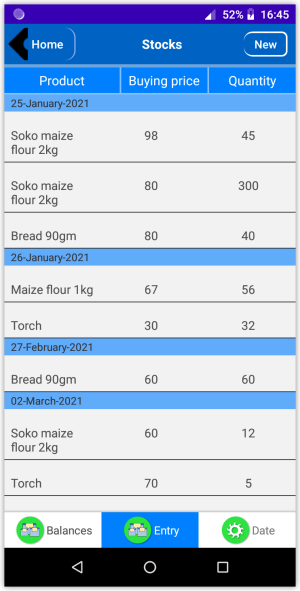 52% 16:45
Home Stocks New
Product Buying price Quantity
25-January-2021
Soko maize 98 45
flour 2kg
Soko maize 80 300
flour 2kg
Bread 90gm 80 40
26-January-2021
Maize flour 1kg 67 56
Torch 30 32
27-February-2021
Bread 90gm 60 60
02-March-2021
Soko maize 60 12
flour 2kg
Torch 70 5
Balances Entry Date